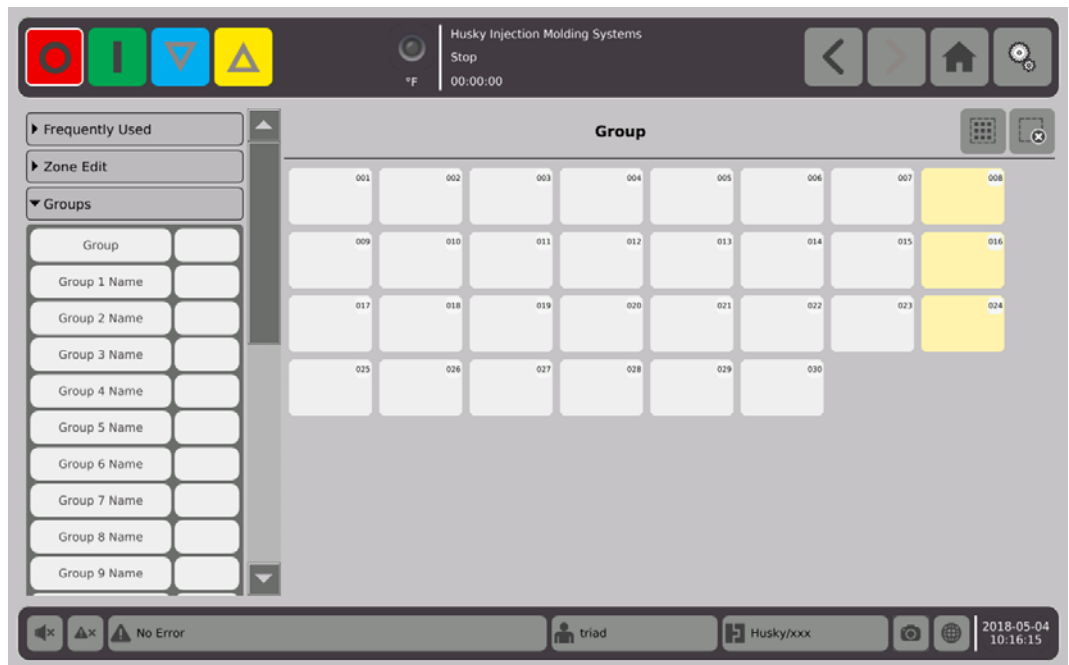 Husky Injection Molding Systems
Stop
°F 00:00:00
Frequently Used
Zone Edit
Groups
Group
Group 1 Name
Group 2 Name
Group 3 Name
Group 4 Name
Group 5 Name
Group 6 Name
Group 7 Name
Group 8 Name
Group 9 Name
Group
001 002 003 004 005 006 007 008
009 010 011 012 013 014 015 016
017 018 019 020 021 022 023 024
025 026 027 028 029 030
No Error
triad
Husky/xxx
2018-05-04
10:16:15